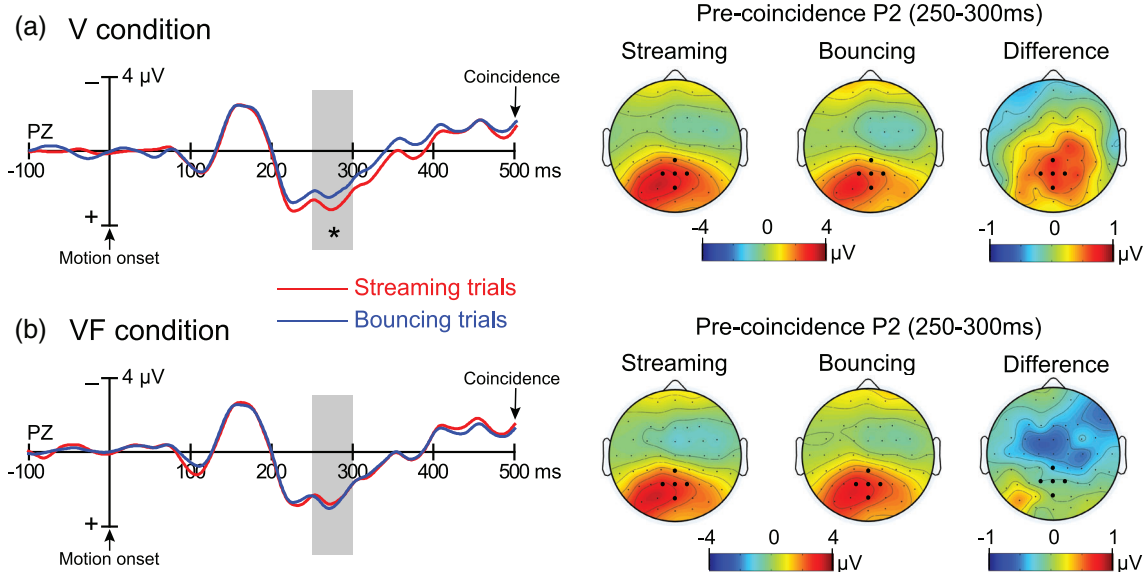 (a) V condition
4 µV
−
PZ
+
-100
0
100
200
300
400
500 ms
*
Motion onset
Coincidence
Pre-coincidence P2 (250-300ms)
Streaming
Bouncing
Difference
-4
0
4
µV
-1
0
1
µV
Streaming trials
Bouncing trials
(b) VF condition
4 µV
−
PZ
+
-100
0
100
200
300
400
500 ms
Motion onset
Coincidence
Pre-coincidence P2 (250-300ms)
Streaming
Bouncing
Difference
-4
0
4
µV
-1
0
1
µV